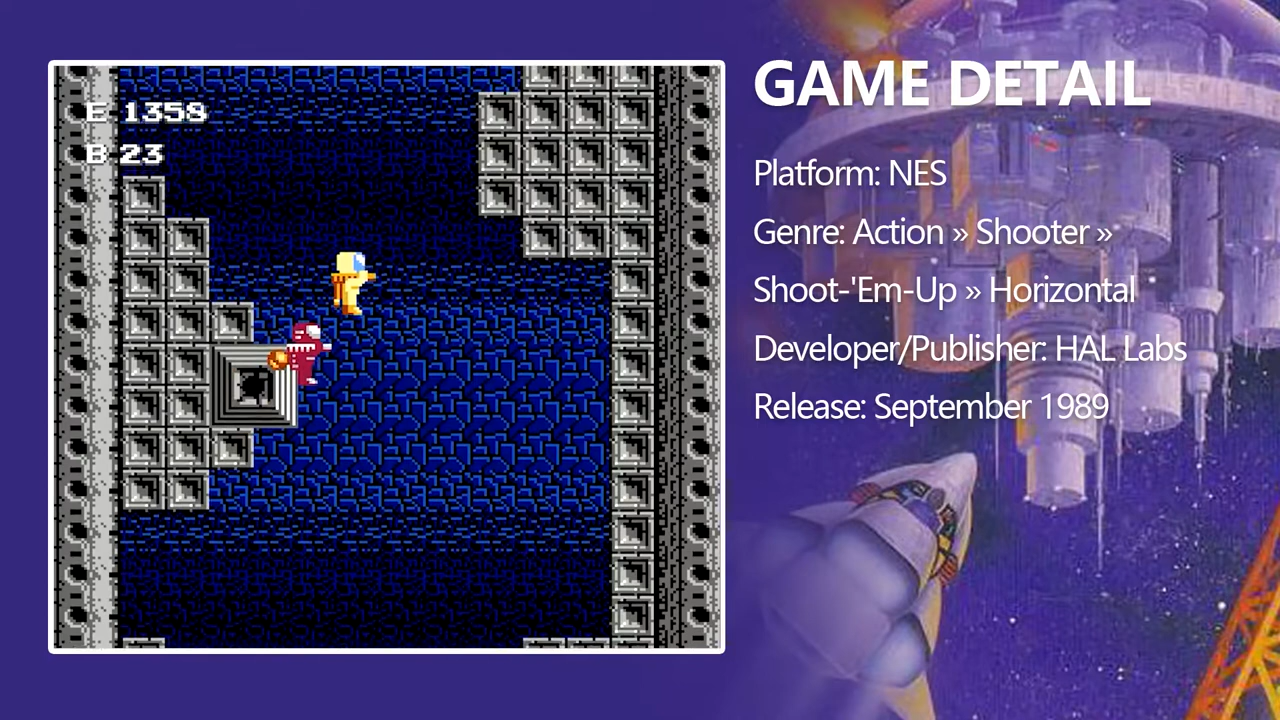 E 1358
B 23
GAME DETAIL
Platform: NES
Genre: Action » Shooter »
Shoot-'Em-Up » Horizontal
Developer/Publisher: HAL Labs
Release: September 1989